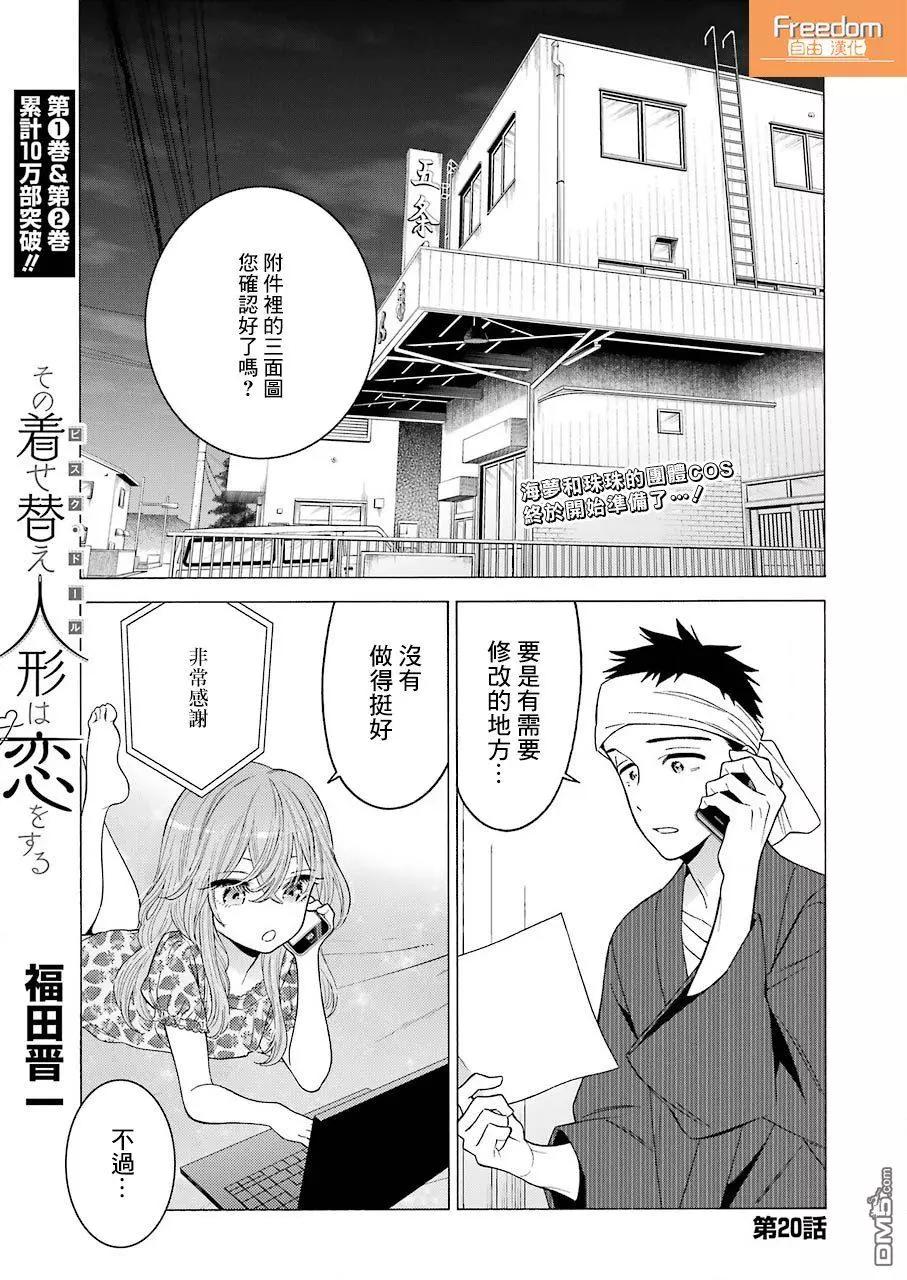 Freedom
自由 漢化
第1巻&第2巻
累計10万部突破!!
五条
附件裡的三面圖
您確認好了嗎?
海夢和珠珠的團體COS
終於開始準備了…!
その着せ替え人形は恋をする
ビスク・ドール
福田晋一
要是有需要
修改的地方…
沒有
做得挺好
非常感謝
不過…
第20話
DM5.com